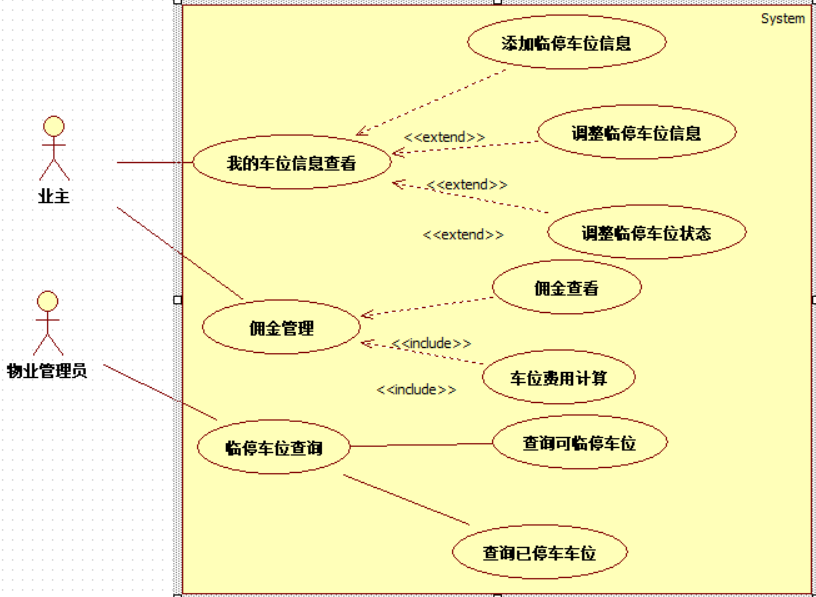 System
添加临停车位信息
<<extend>>
调整临停车位信息
我的车位信息查看
<<extend>>
业主
调整临停车位状态
<<extend>>
佣金查看
佣金管理
<<include>>
物业管理员
车位费用计算
<<include>>
临停车位查询
查询可临停车位
查询已停车车位